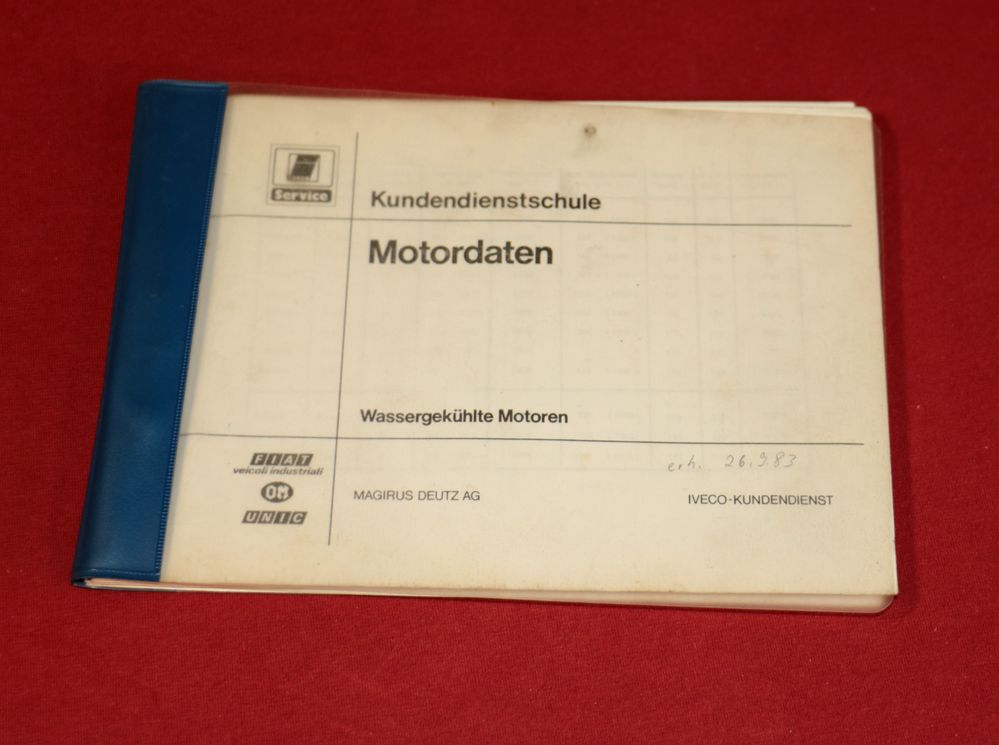 Service
Kundendienstschule
Motordaten
Wassergekühlte Motoren
erh. 26.9.83
FIAT
veicoli industriali
OM
UNIC
MAGIRUS DEUTZ AG
IVECO-KUNDENDIENST